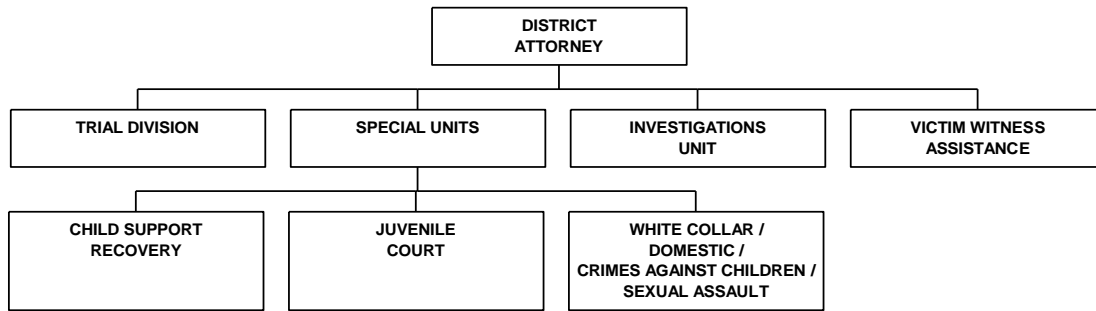 DISTRICT
ATTORNEY
TRIAL DIVISION
SPECIAL UNITS
INVESTIGATIONS
UNIT
VICTIM WITNESS
ASSISTANCE
CHILD SUPPORT
RECOVERY
JUVENILE
COURT
WHITE COLLAR /
DOMESTIC /
CRIMES AGAINST CHILDREN /
SEXUAL ASSAULT